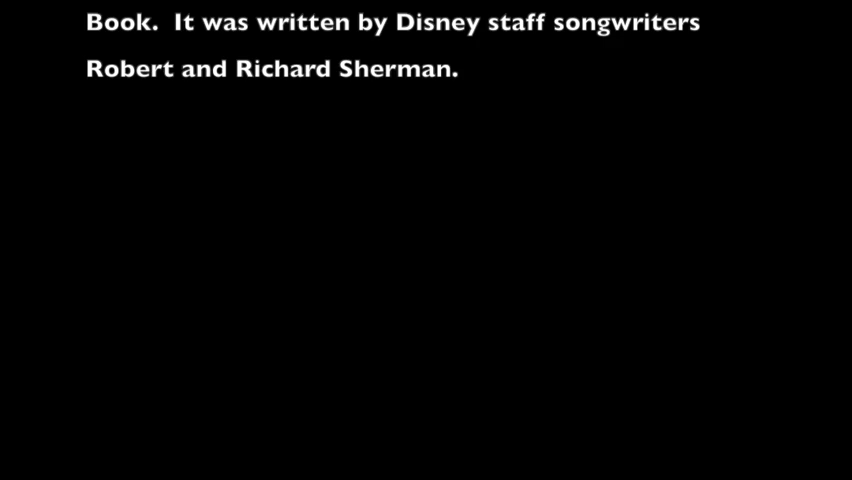 Book.  It was written by Disney staff songwriters
Robert and Richard Sherman.